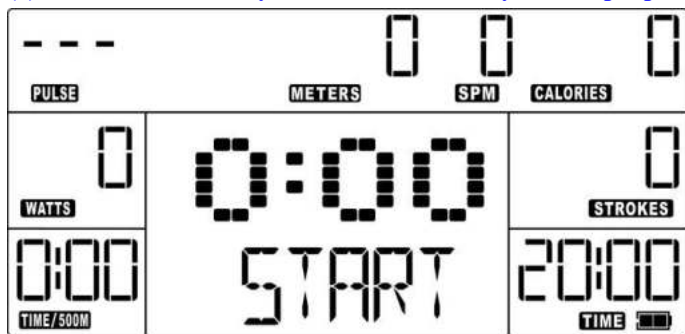 --- 0 0 0
PULSE METERS SPM CALORIES
0 0:00 0
WATTS STROKES
0:00 START 20:00
TIME/500M TIME